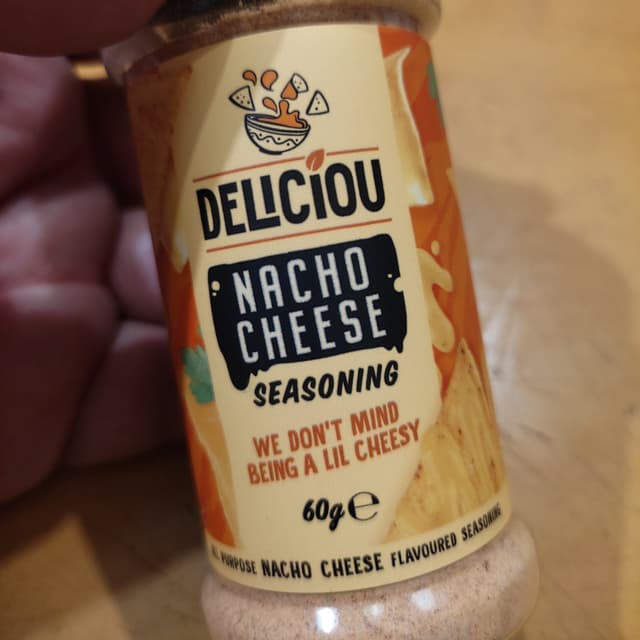 DELICIOU
NACHO
CHEESE
SEASONING
WE DON'T MIND
BEING A LIL CHEESY
60g℮
ALL PURPOSE NACHO CHEESE FLAVOURED SEASONING